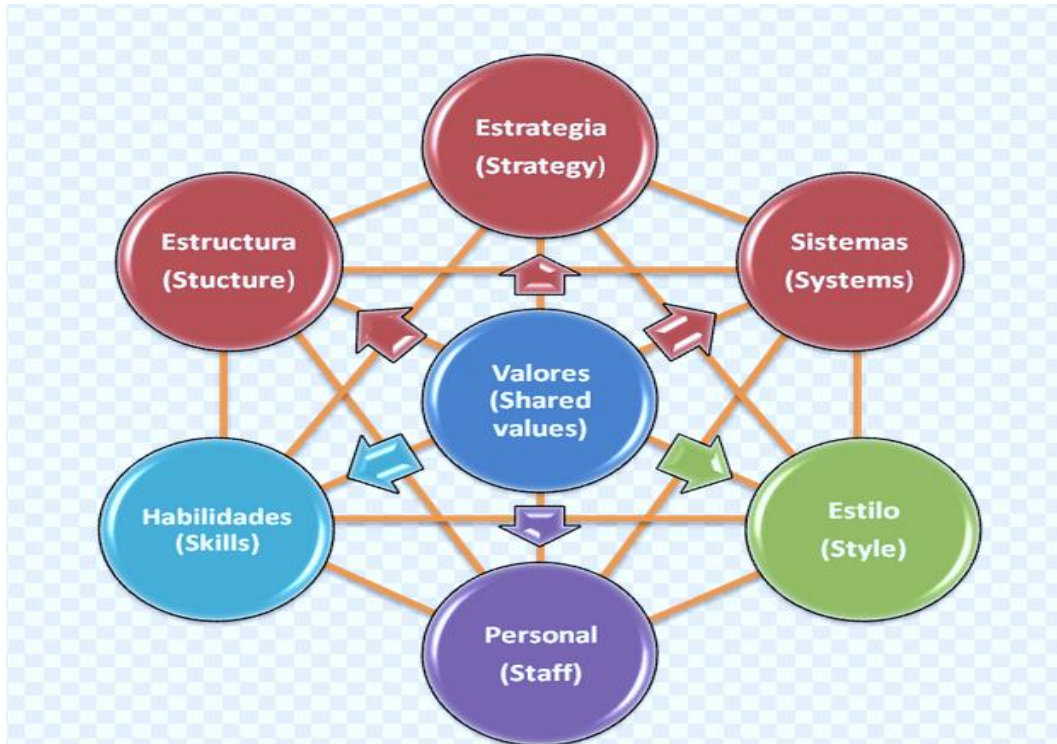 Estrategia
(Strategy)
Estructura
(Stucture)
Sistemas
(Systems)
Valores
(Shared
values)
Habilidades
(Skills)
Estilo
(Style)
Personal
(Staff)